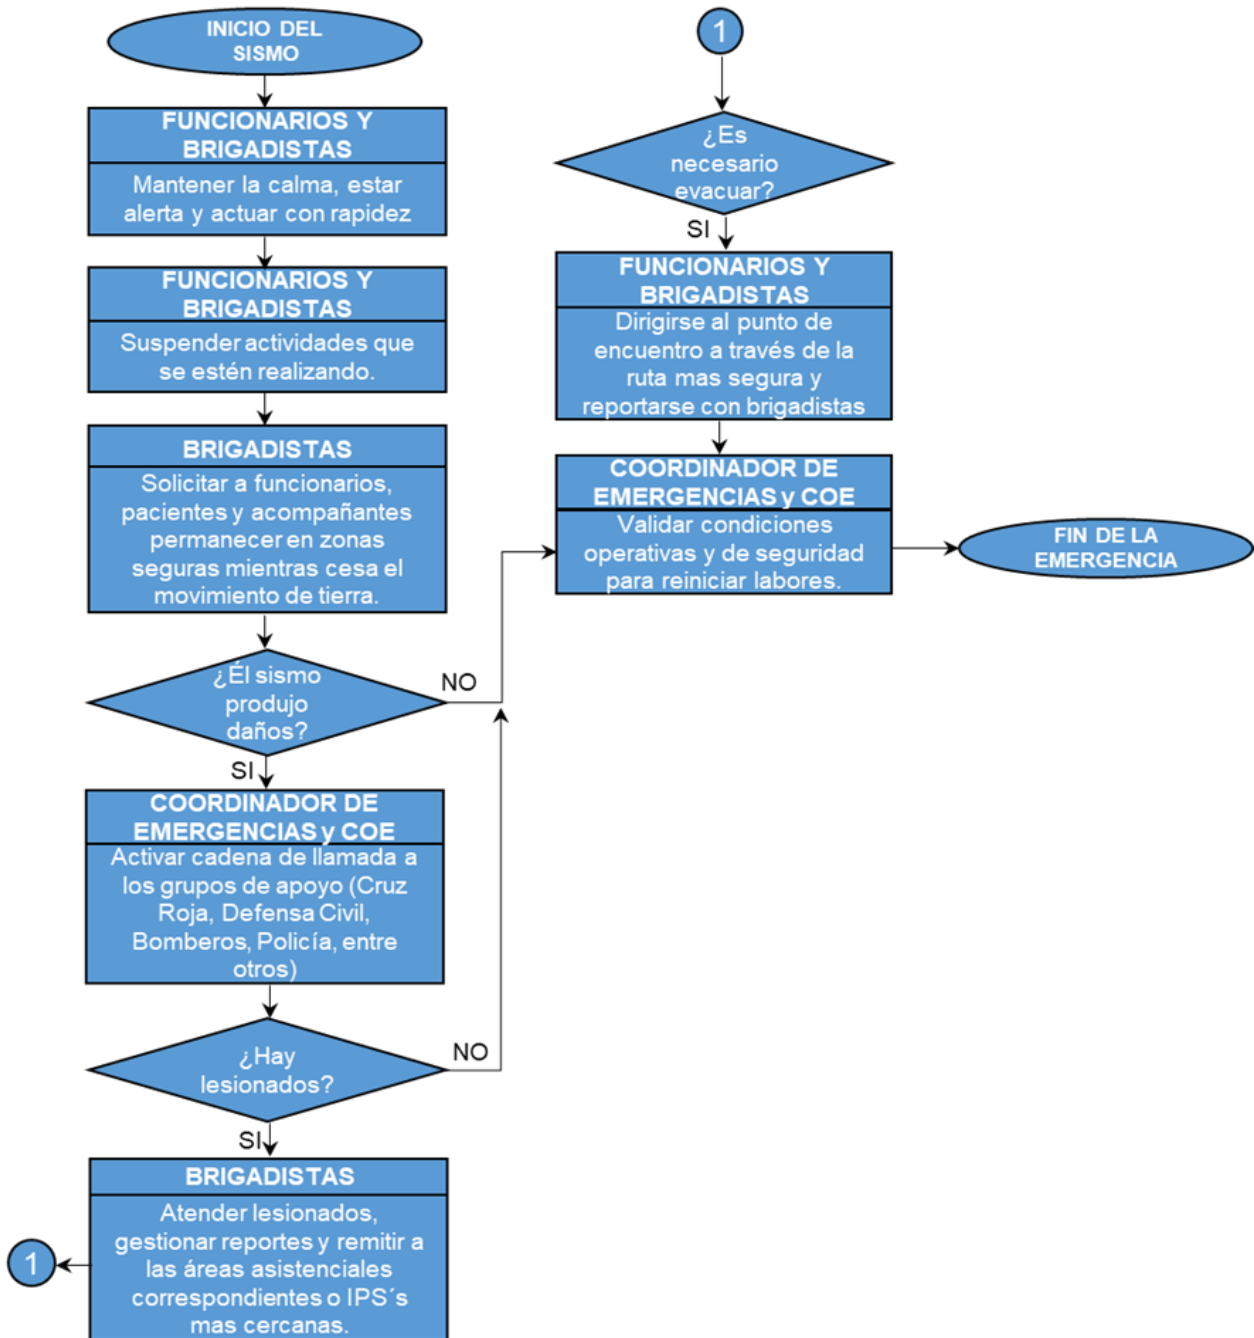 INICIO DEL
SISMO
FUNCIONARIOS Y
BRIGADISTAS
Mantener la calma, estar
alerta y actuar con rapidez
FUNCIONARIOS Y
BRIGADISTAS
Suspender actividades que
se estén realizando.
BRIGADISTAS
Solicitar a funcionarios,
pacientes y acompañantes
permanecer en zonas
seguras mientras cesa el
movimiento de tierra.
¿Él sismo
produjo
daños?
NO
SI
COORDINADOR DE
EMERGENCIAS y COE
Activar cadena de llamada a
los grupos de apoyo (Cruz
Roja, Defensa Civil,
Bomberos, Policía, entre
otros)
¿Hay
lesionados?
NO
SI
BRIGADISTAS
Atender lesionados,
gestionar reportes y remitir a
las áreas asistenciales
correspondientes o IPS´s
mas cercanas.
1
1
¿Es
necesario
evacuar?
SI
FUNCIONARIOS Y
BRIGADISTAS
Dirigirse al punto de
encuentro a través de la
ruta mas segura y
reportarse con brigadistas
COORDINADOR DE
EMERGENCIAS y COE
Validar condiciones
operativas y de seguridad
para reiniciar labores.
FIN DE LA
EMERGENCIA